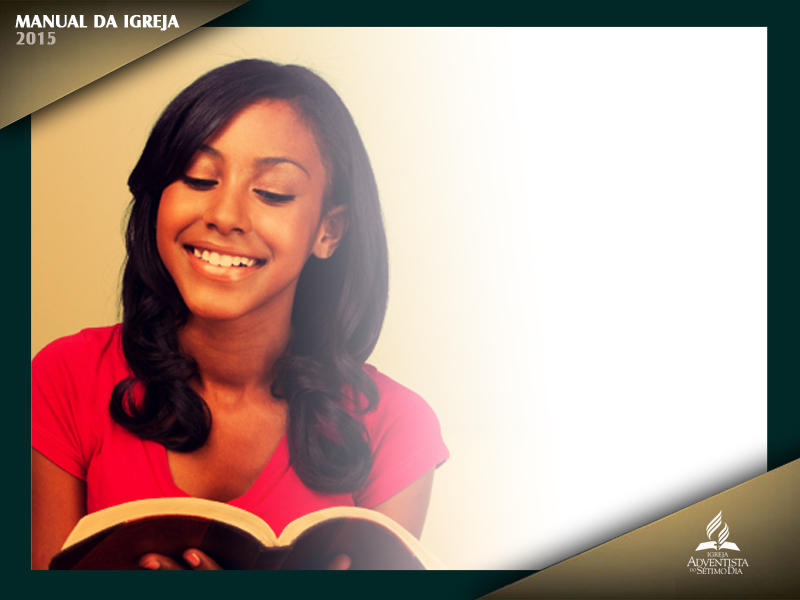 MANUAL DA IGREJA
2015
IGREJA
ADVENTISTA
DO SÉTIMO DIA